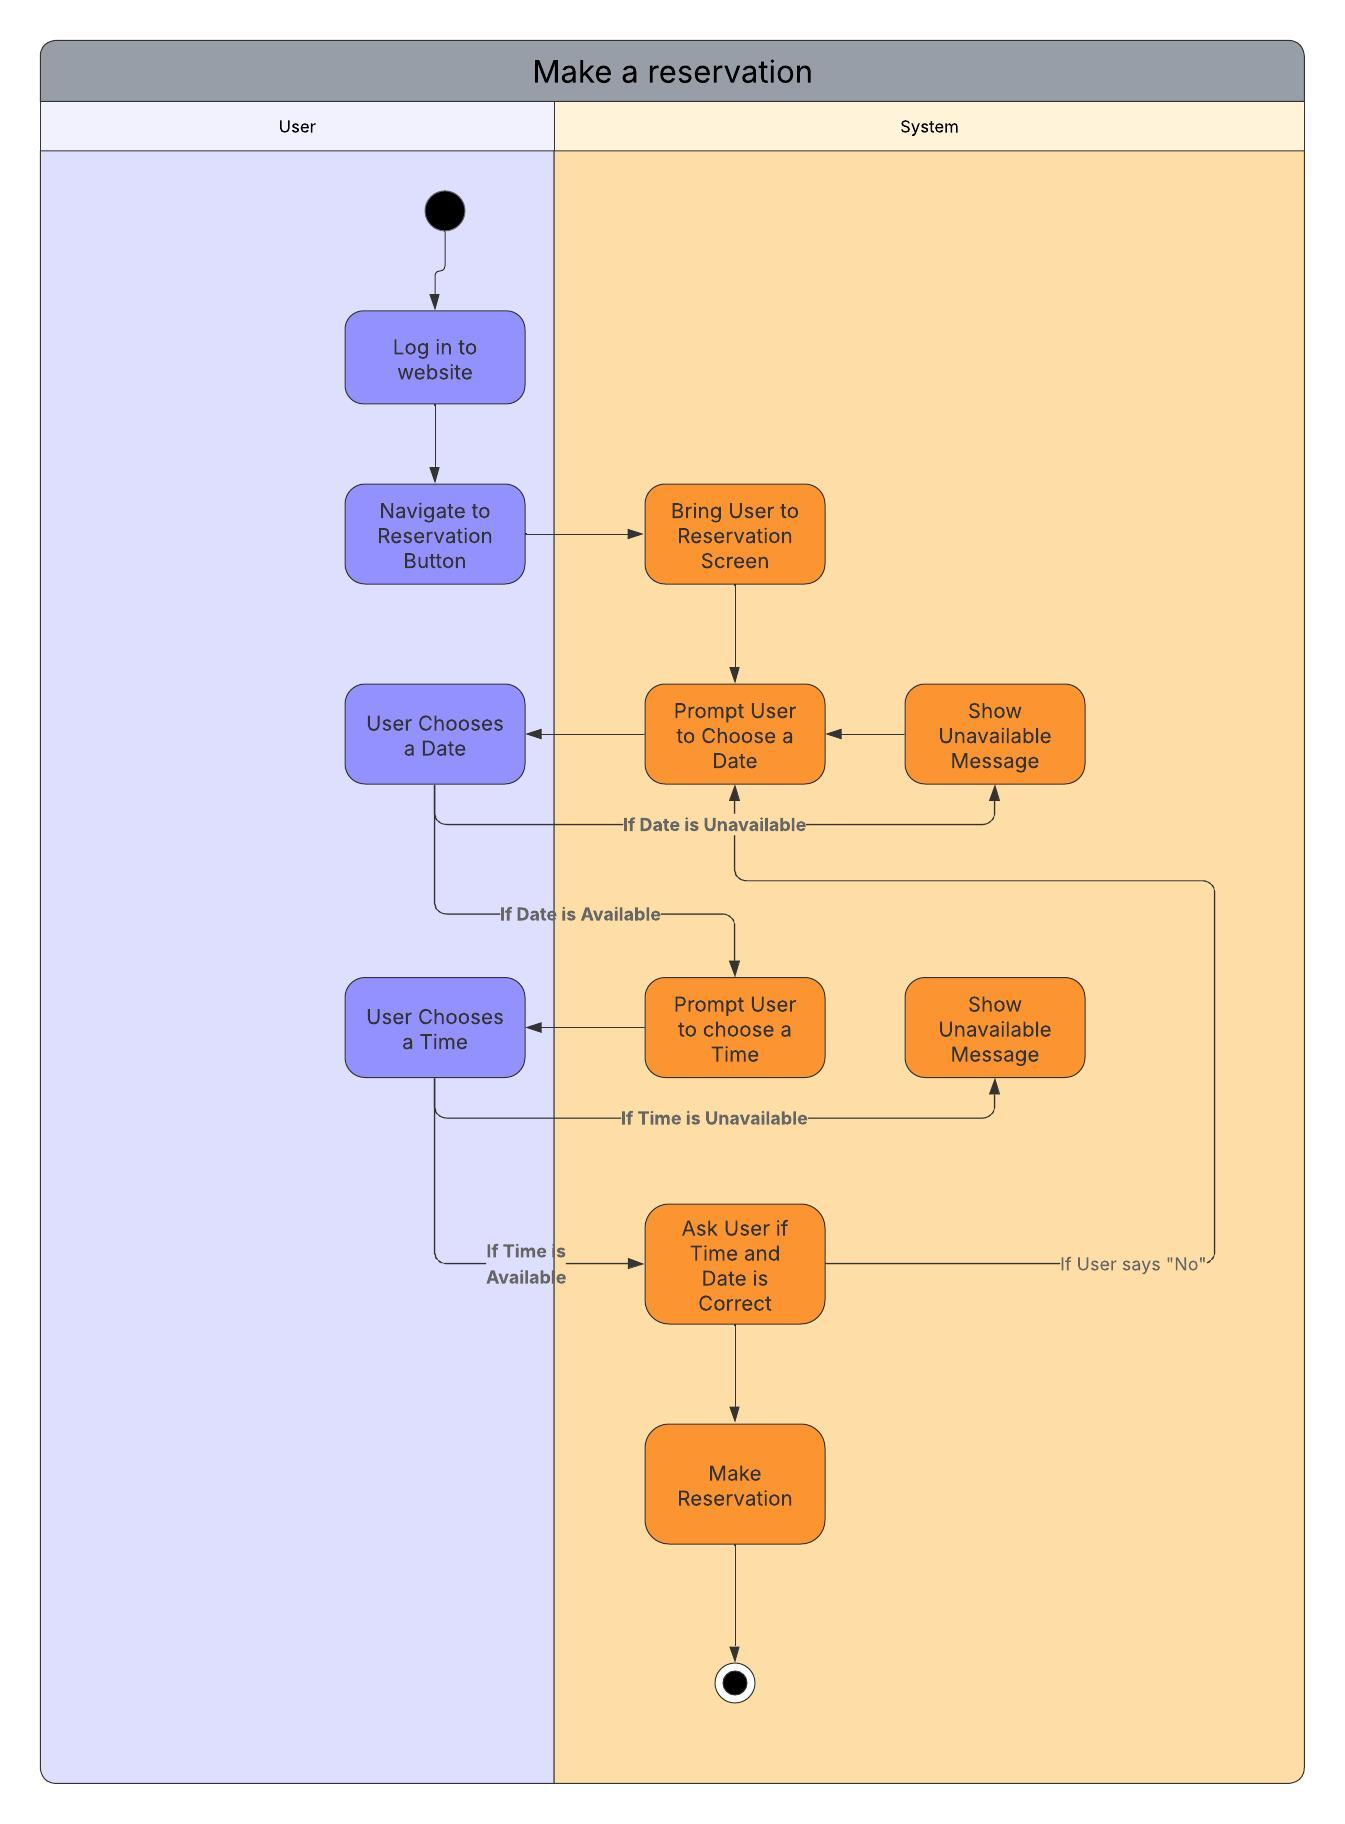 Make a reservation
User
System
Log in to
website
Navigate to
Reservation
Button
Bring User to
Reservation
Screen
User Chooses
a Date
Prompt User
to Choose a
Date
Show
Unavailable
Message
If Date is Unavailable
If Date is Available
User Chooses
a Time
Prompt User
to choose a
Time
Show
Unavailable
Message
If Time is Unavailable
If Time is
Available
Ask User if
Time and
Date is
Correct
If User says "No"
Make
Reservation